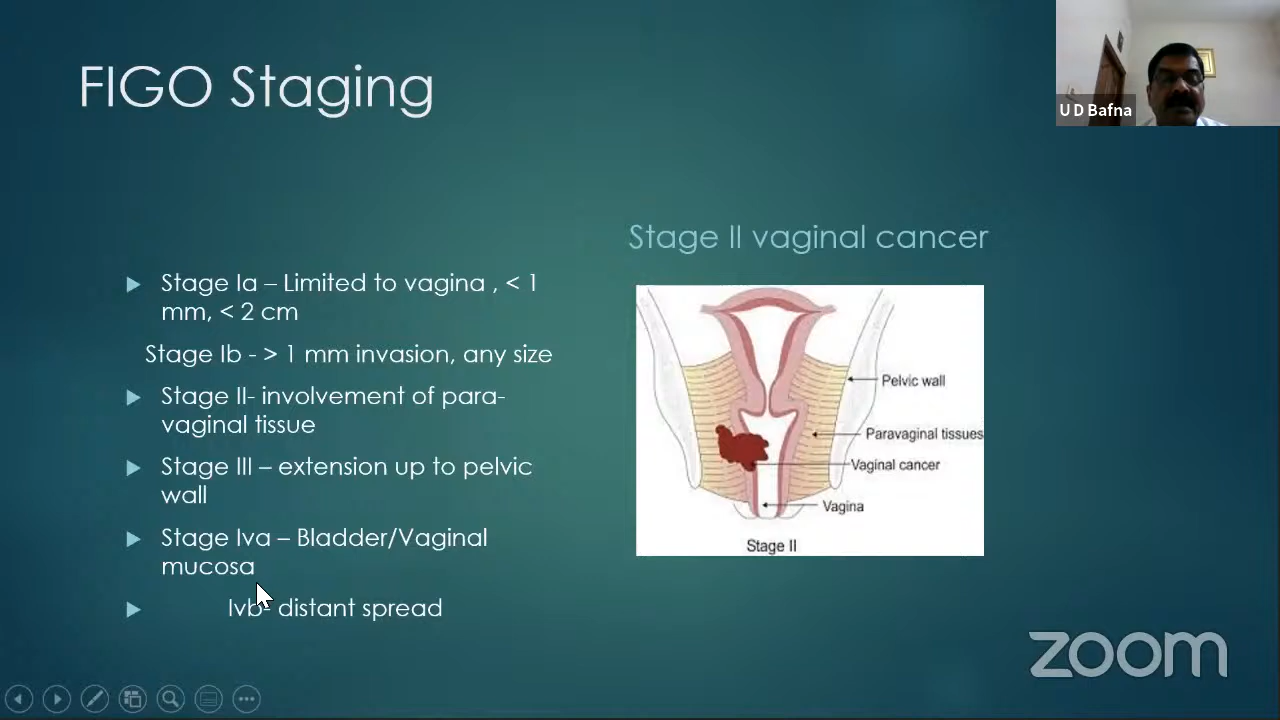 FIGO Staging
U D Bafna
Stage II vaginal cancer
Stage Ia – Limited to vagina , < 1
mm, < 2 cm
Stage Ib - > 1 mm invasion, any size
Stage II- involvement of para-
vaginal tissue
Stage III – extension up to pelvic
wall
Stage Iva – Bladder/Vaginal
mucosa
Ivb- distant spread
Pelvic wall
Paravaginal tissues
Vaginal cancer
Vagina
Stage II
zoom